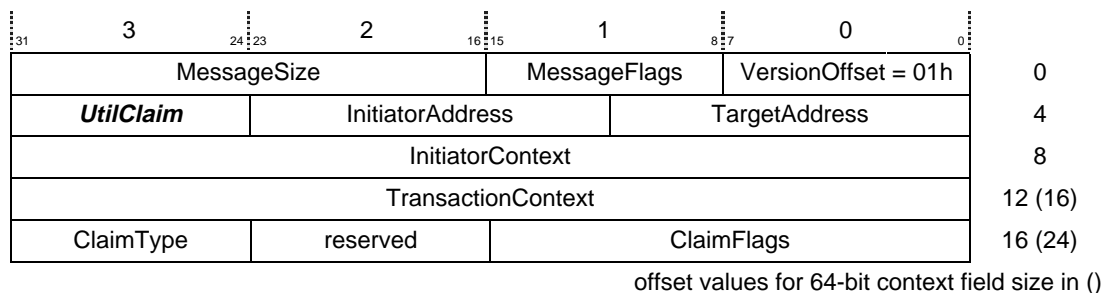 3 2 1 0
31 24 23 16 15 8 7 0
MessageSize MessageFlags VersionOffset = 01h 0
UtilClaim InitiatorAddress TargetAddress 4
InitiatorContext 8
TransactionContext 12 (16)
ClaimType reserved ClaimFlags 16 (24)
offset values for 64-bit context field size in ()